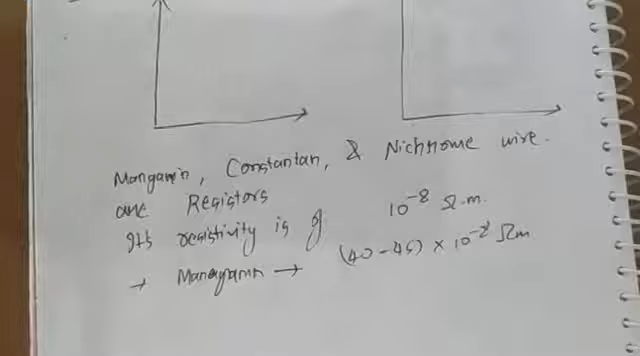 Manganin, Constantan, & Nichrome wire.
are Resistors
Its resistivity is of 10⁻⁸ Ω.m.
→ Manganin → (40-45) × 10⁻⁸ Ωm